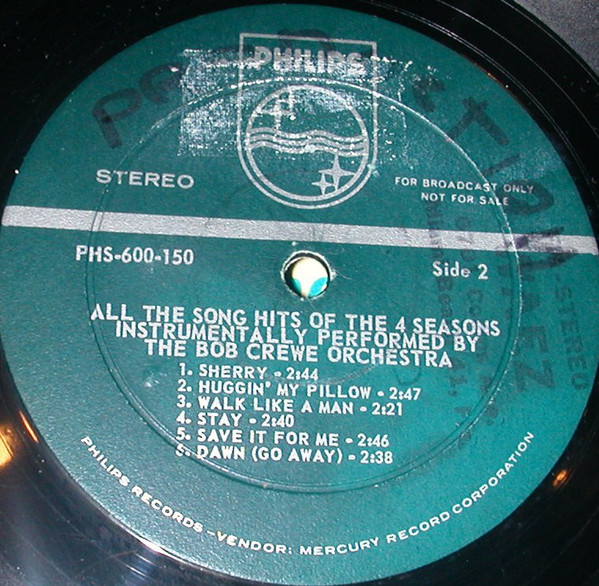 PHILIPS
STEREO
FOR BROADCAST ONLY
NOT FOR SALE
PHS-600-150
Side 2
ALL THE SONG HITS OF THE 4 SEASONS
INSTRUMENTALLY PERFORMED BY
THE BOB CREWE ORCHESTRA
1. SHERRY - 2:44
2. HUGGIN' MY PILLOW - 2:47
3. WALK LIKE A MAN - 2:21
4. STAY - 2:40
5. SAVE IT FOR ME - 2:46
6. DAWN (GO AWAY) - 2:38
PHILIPS RECORDS - VENDOR: MERCURY RECORD CORPORATION
STEREO